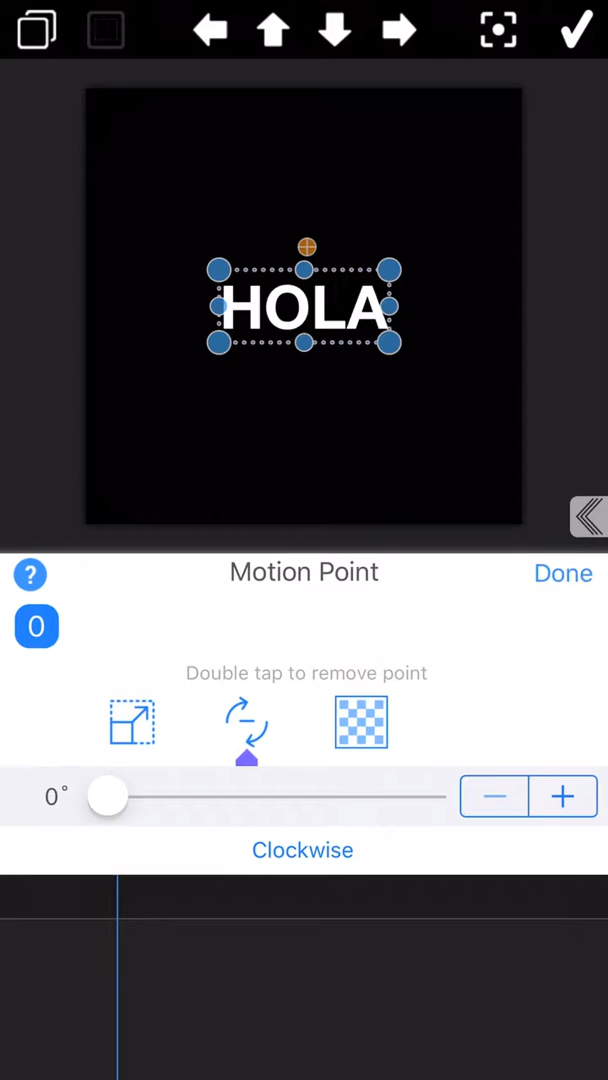 HOLA
?
Motion Point
Done
0
Double tap to remove point
0°
Clockwise